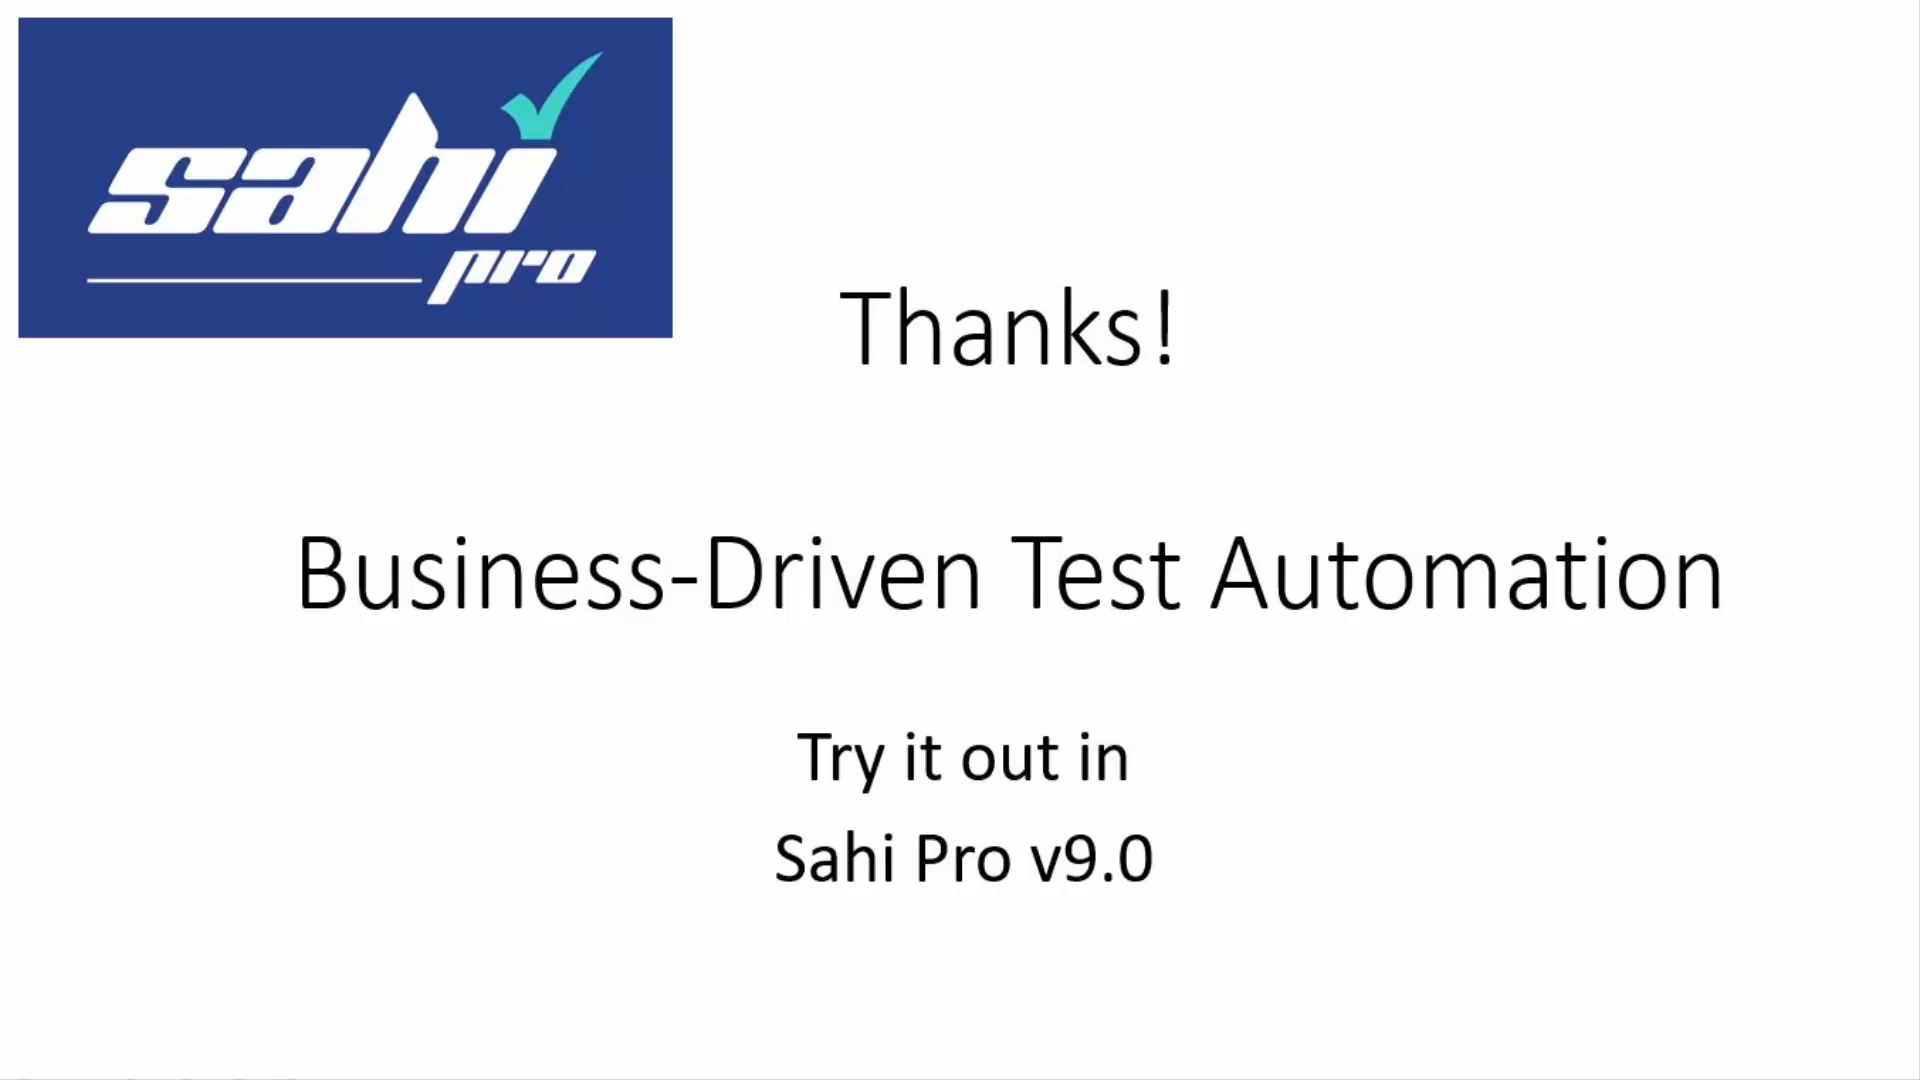 sahi
pro
Thanks!
Business-Driven Test Automation
Try it out in
Sahi Pro v9.0